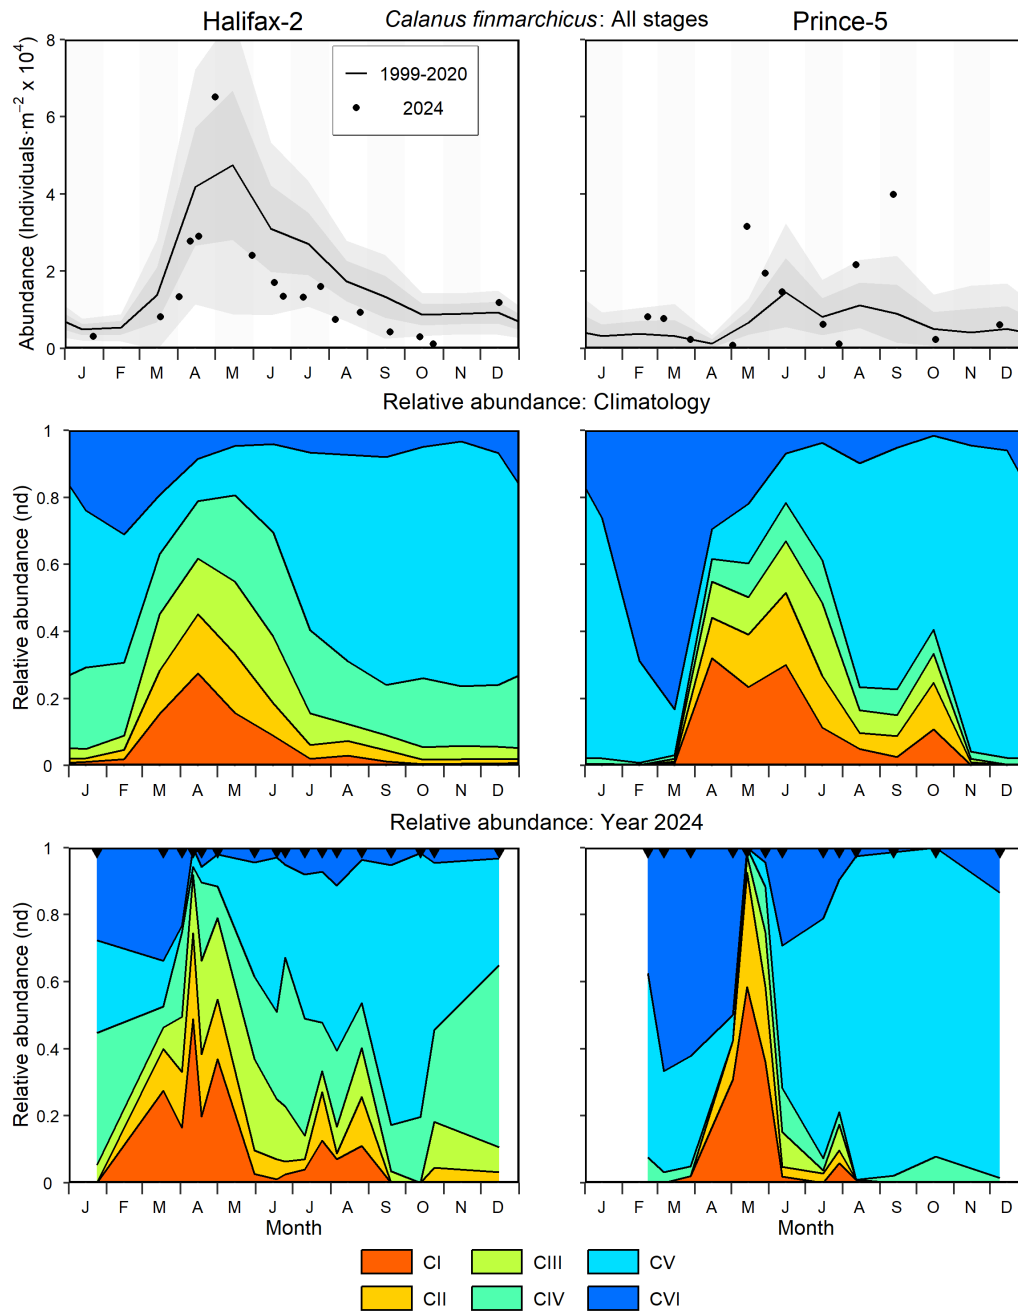 Halifax-2 Calanus finmarchicus: All stages Prince-5
Abundance (Individuals·m⁻² x 10⁴)
8
6
4
2
0
1999-2020
2024
J F M A M J J A S O N D
J F M A M J J A S O N D
Relative abundance: Climatology
Relative abundance (nd)
1
0.8
0.6
0.4
0.2
0
J F M A M J J A S O N D
J F M A M J J A S O N D
Relative abundance: Year 2024
Relative abundance (nd)
1
0.8
0.6
0.4
0.2
0
J F M A M J J A S O N D
J F M A M J J A S O N D
Month Month
CI CIII CV
CII CIV CVI